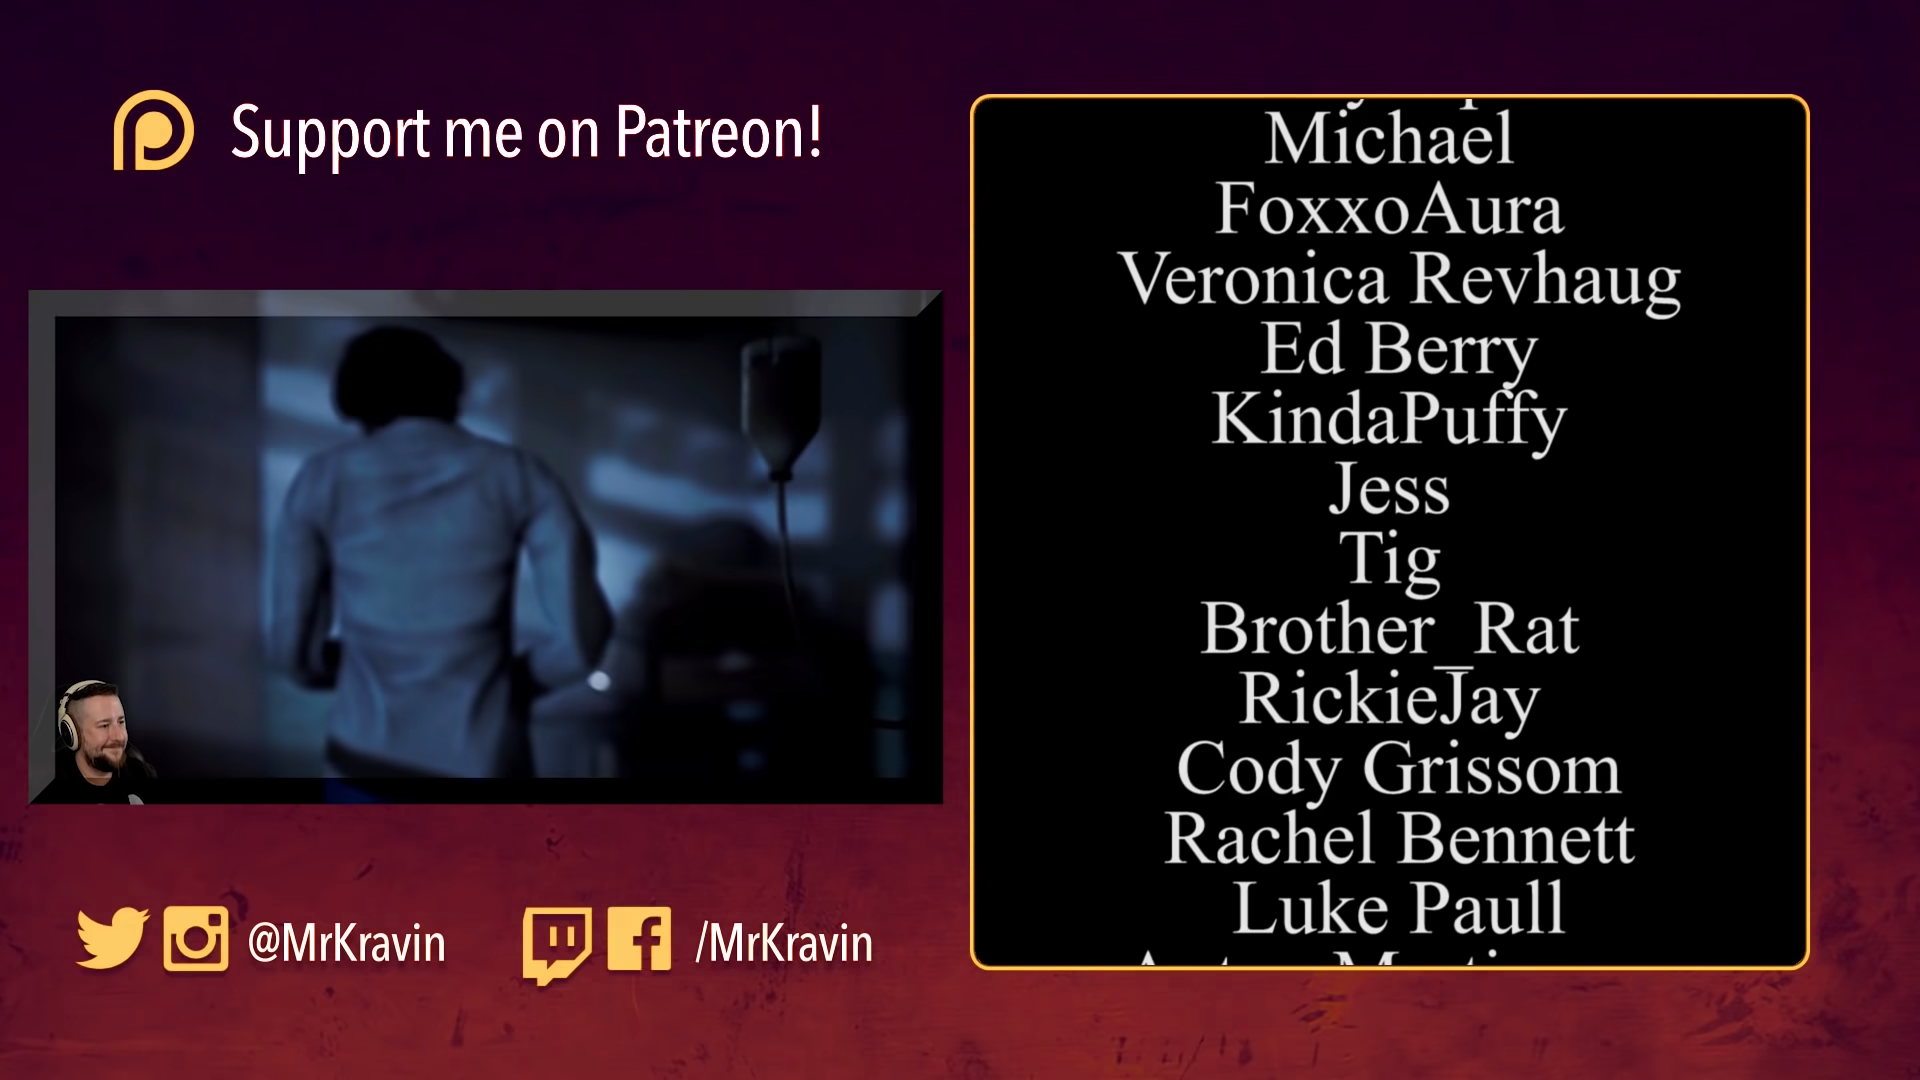 Support me on Patreon!
Michael
FoxxoAura
Veronica Revhaug
Ed Berry
KindaPuffy
Jess
Tig
Brother_Rat
RickieJay
Cody Grissom
Rachel Bennett
Luke Paull
@MrKravin
/MrKravin